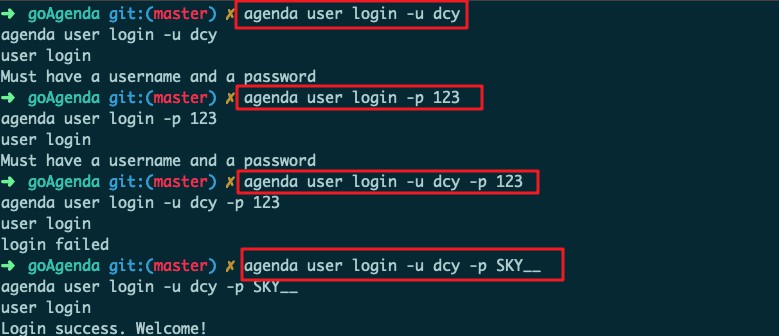 ➜ goAgenda git:(master) ✗ agenda user login -u dcy
agenda user login -u dcy
user login
Must have a username and a password
➜ goAgenda git:(master) ✗ agenda user login -p 123
agenda user login -p 123
user login
Must have a username and a password
➜ goAgenda git:(master) ✗ agenda user login -u dcy -p 123
agenda user login -u dcy -p 123
user login
login failed
➜ goAgenda git:(master) ✗ agenda user login -u dcy -p SKY__
agenda user login -u dcy -p SKY__
user login
Login success. Welcome!